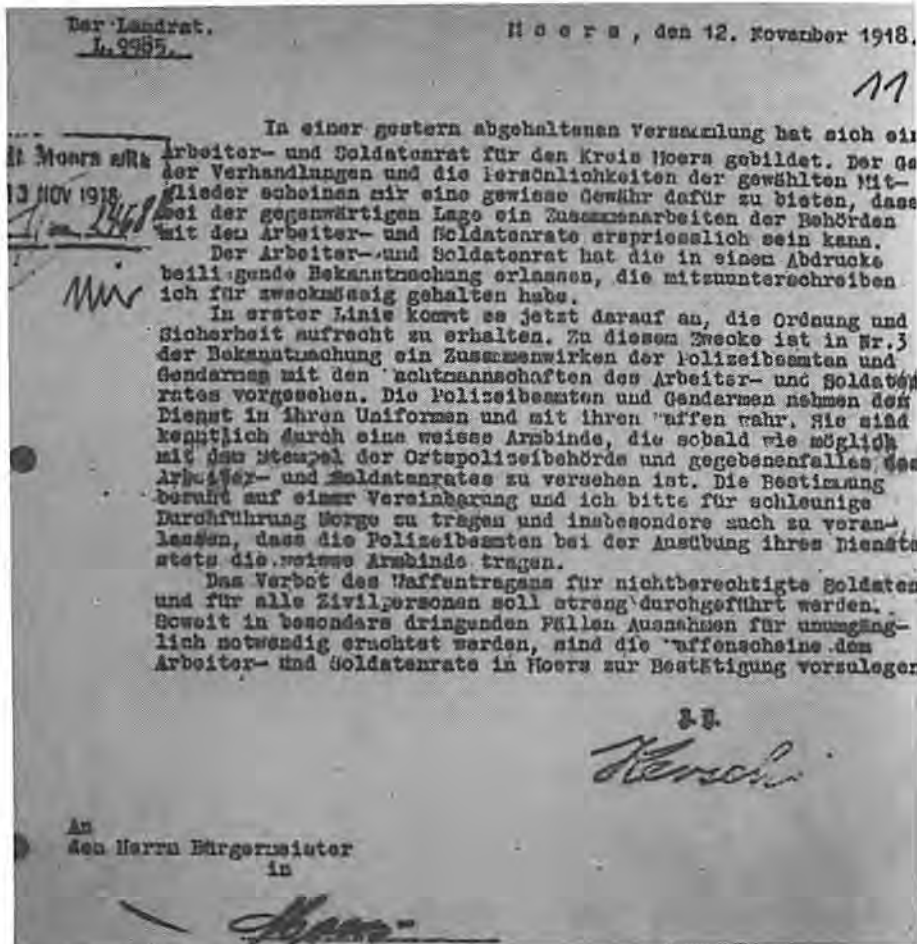 Der Landrat.
L. 9985.
Moers, den 12. November 1918.
11
In einer gestern abgehaltenen Versammlung hat sich ein
Arbeiter- und Soldatenrat für den Kreis Moers gebildet. Der Ga
der Verhandlungen und die Persönlichkeiten der gewählten Mit-
glieder scheinen mir eine gewisse Gewähr dafür zu bieten, dass
bei der gegenwärtigen Lage ein Zusammenarbeiten der Behörden
mit dem Arbeiter- und Soldatenrate erspriesslich sein kann.
Der Arbeiter- und Soldatenrat hat die in einem Abdrucke
beiliegende Bekanntmachung erlassen, die mitzuunterschreiben
ich für zweckmässig gehalten habe.
In erster Linie kommt es jetzt darauf an, die Ordnung und
Sicherheit aufrecht zu erhalten. Zu diesem Zwecke ist in Nr.3
der Bekanntmachung ein Zusammenwirken der Polizeibeamten und
Gendarmen mit den Wachtmannschaften des Arbeiter- und Soldaten
rates vorgesehen. Die Polizeibeamten und Gendarmen nehmen den
Dienst in ihren Uniformen und mit ihren Waffen wahr. Sie sind
kenntlich durch eine weisse Armbinde, die sobald wie möglich
mit dem Stempel der Ortspolizeibehörde und gegebenenfalles des
Arbeiter- und Soldatenrates zu versehen ist. Die Bestimmung
beruht auf einer Vereinbarung und ich bitte für schleunige
Durchführung Sorge zu tragen und insbesondere auch zu veran-
lassen, dass die Polizeibeamten bei der Ausübung ihres Dienste
stets die weisse Armbinde tragen.
Das Verbot des Waffentragens für nichtberechtigte Soldaten
und für alle Zivilpersonen soll streng durchgeführt werden.
Soweit in besonders dringenden Fällen Ausnahmen für unumgäng-
lich notwendig erachtet werden, sind die Waffenscheine dem
Arbeiter- und Soldatenrate in Moers zur Bestätigung vorzulegen
Moers
13 NOV 1918
An
den Herrn Bürgermeister
in
Moers